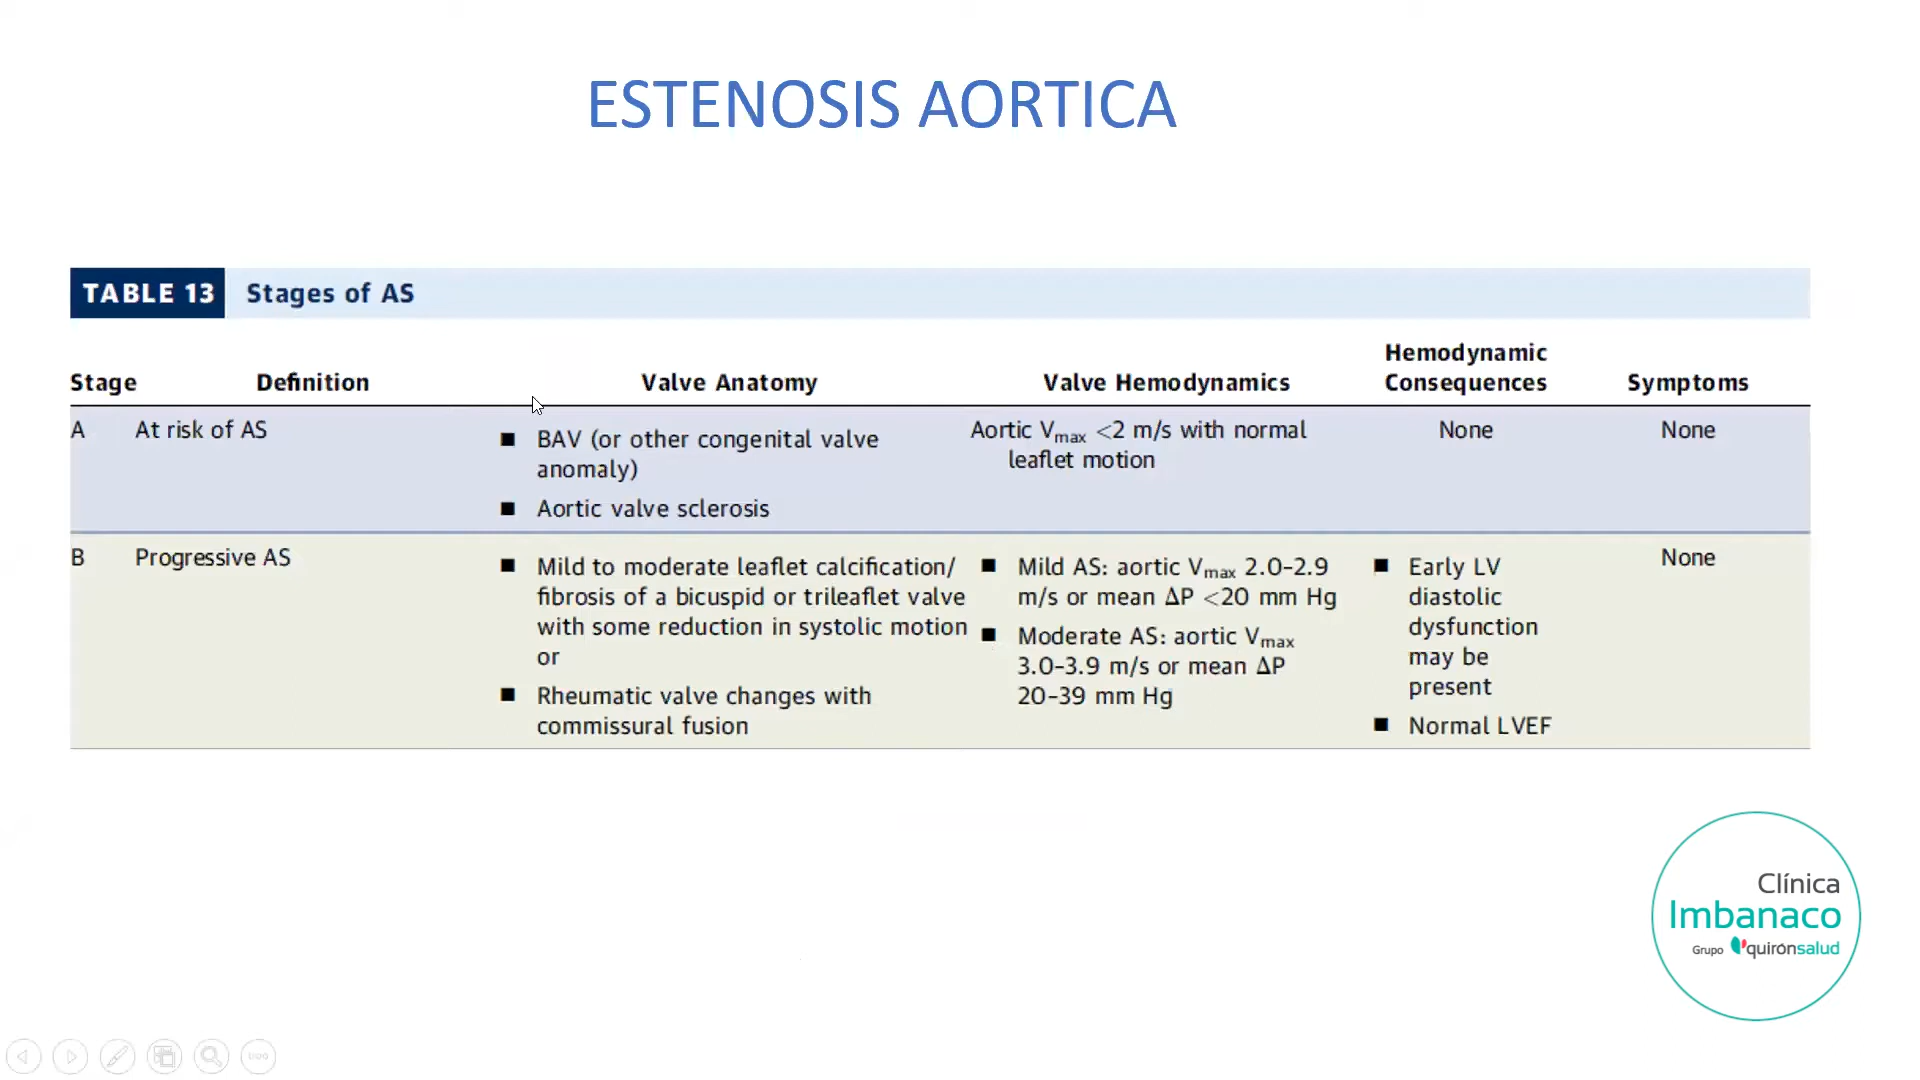 ESTENOSIS AORTICA
TABLE 13 Stages of AS
Stage Definition Valve Anatomy Valve Hemodynamics Hemodynamic Consequences Symptoms
A At risk of AS
■ BAV (or other congenital valve
anomaly)
■ Aortic valve sclerosis
Aortic Vmax <2 m/s with normal
leaflet motion
None
None
B Progressive AS
■ Mild to moderate leaflet calcification/
fibrosis of a bicuspid or trileaflet valve
with some reduction in systolic motion
or
■ Rheumatic valve changes with
commissural fusion
■ Mild AS: aortic Vmax 2.0–2.9
m/s or mean ΔP <20 mm Hg
■ Moderate AS: aortic Vmax
3.0–3.9 m/s or mean ΔP
20–39 mm Hg
■ Early LV
diastolic
dysfunction
may be
present
■ Normal LVEF
None
Clínica
Imbanaco
Grupo quirónsalud